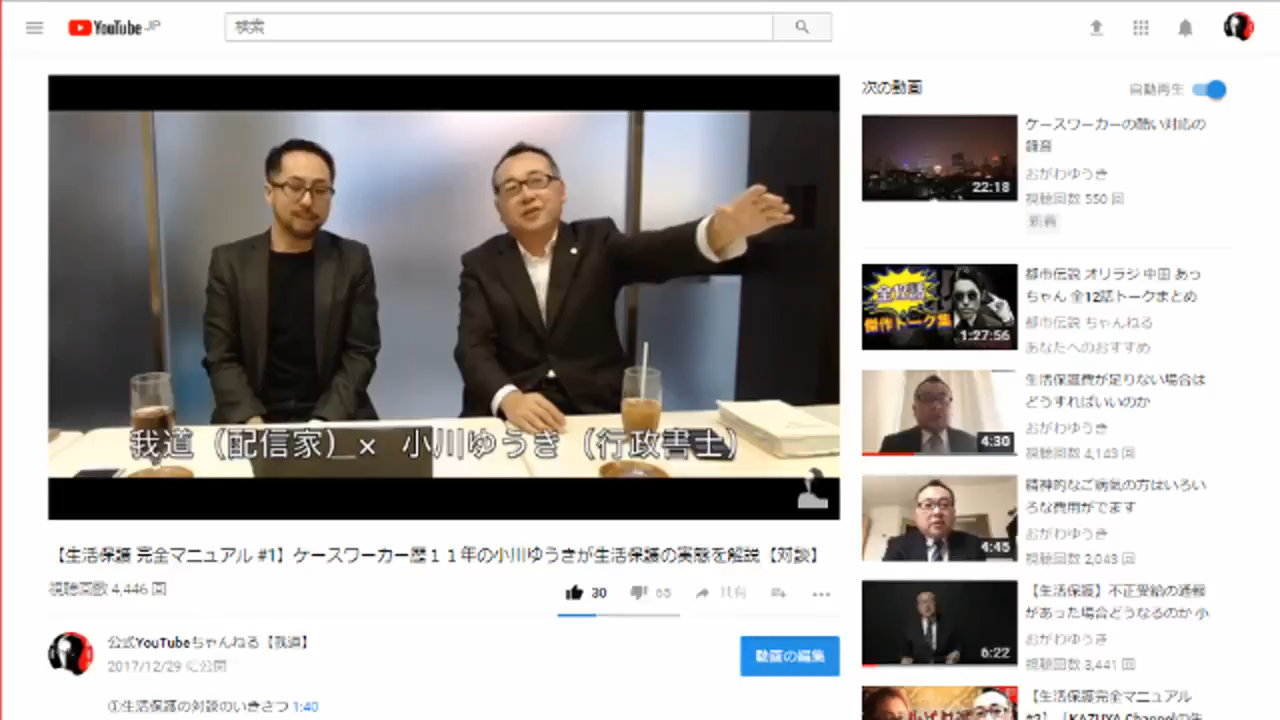 YouTube JP
検索
次の動画
自動再生
我道（配信家）× 小川ゆうき（行政書士）
【生活保護 完全マニュアル #1】ケースワーカー歴１１年の小川ゆうきが生活保護の実態を解説【対談】
視聴回数 4,446 回
30
65
共有
公式YouTubeちゃんねる【我道】
2017/12/29 に公開
動画の編集
①生活保護の対談のいきさつ 1:40
22:18
ケースワーカーの酷い対応の
録音
おがわゆうき
視聴回数 550 回
新着
全12話
傑作トーク集
1:27:56
都市伝説 オリラジ 中田 あっ
ちゃん 全12話トークまとめ
都市伝説 ちゃんねる
あなたへのおすすめ
4:30
生活保護費が足りない場合は
どうすればいいのか
おがわゆうき
視聴回数 4,143 回
4:45
精神的なご病気の方はいろい
ろな費用がでます
おがわゆうき
視聴回数 2,043 回
6:22
【生活保護】不正受給の通報
があった場合どうなるのか 小
おがわゆうき
視聴回数 3,441 回
【生活保護完全マニュアル
#2】「KAZUYA Channelの生